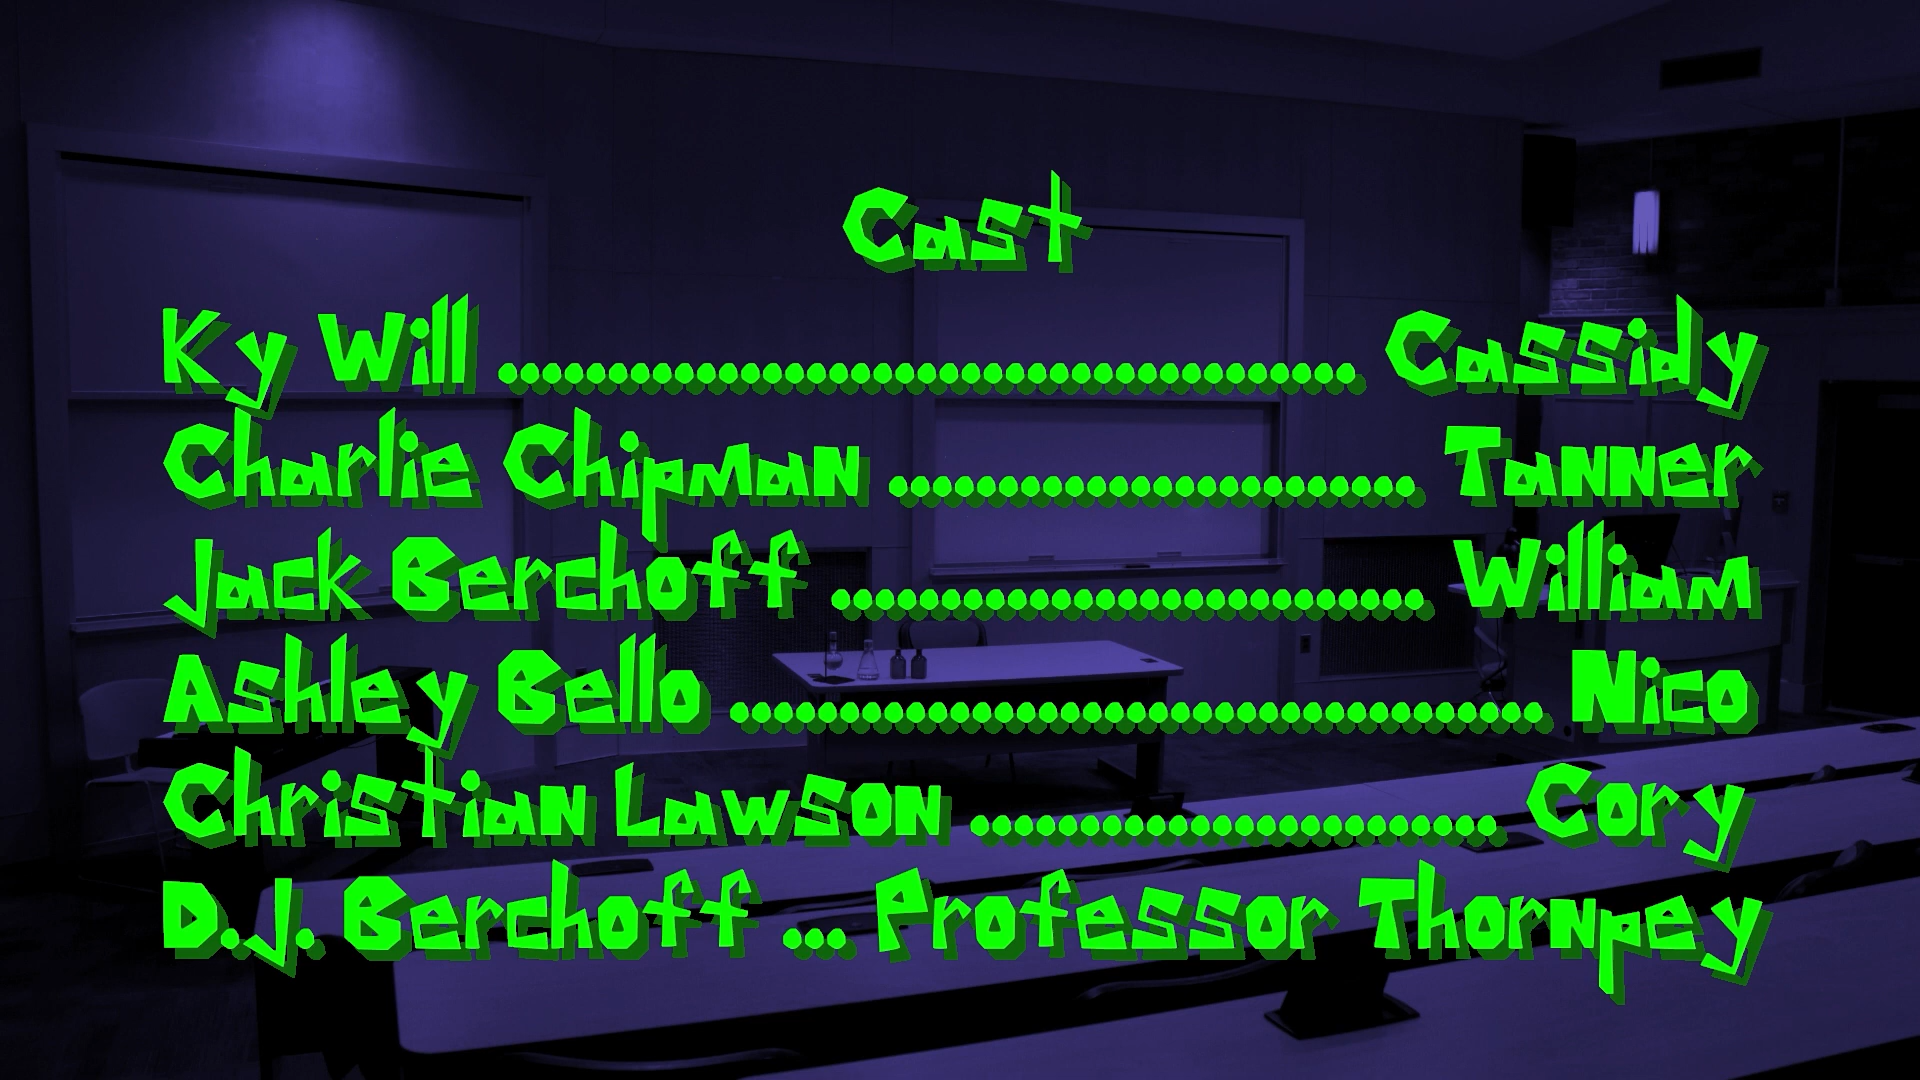 Cast
Ky Will ....................................... Cassidy
Charlie Chipman ........................ Tanner
Jack Berchoff ........................... William
Ashley Bello ..................................... Nico
Christian Lawson ........................ Cory
D.J. Berchoff ... Professor Thornpey